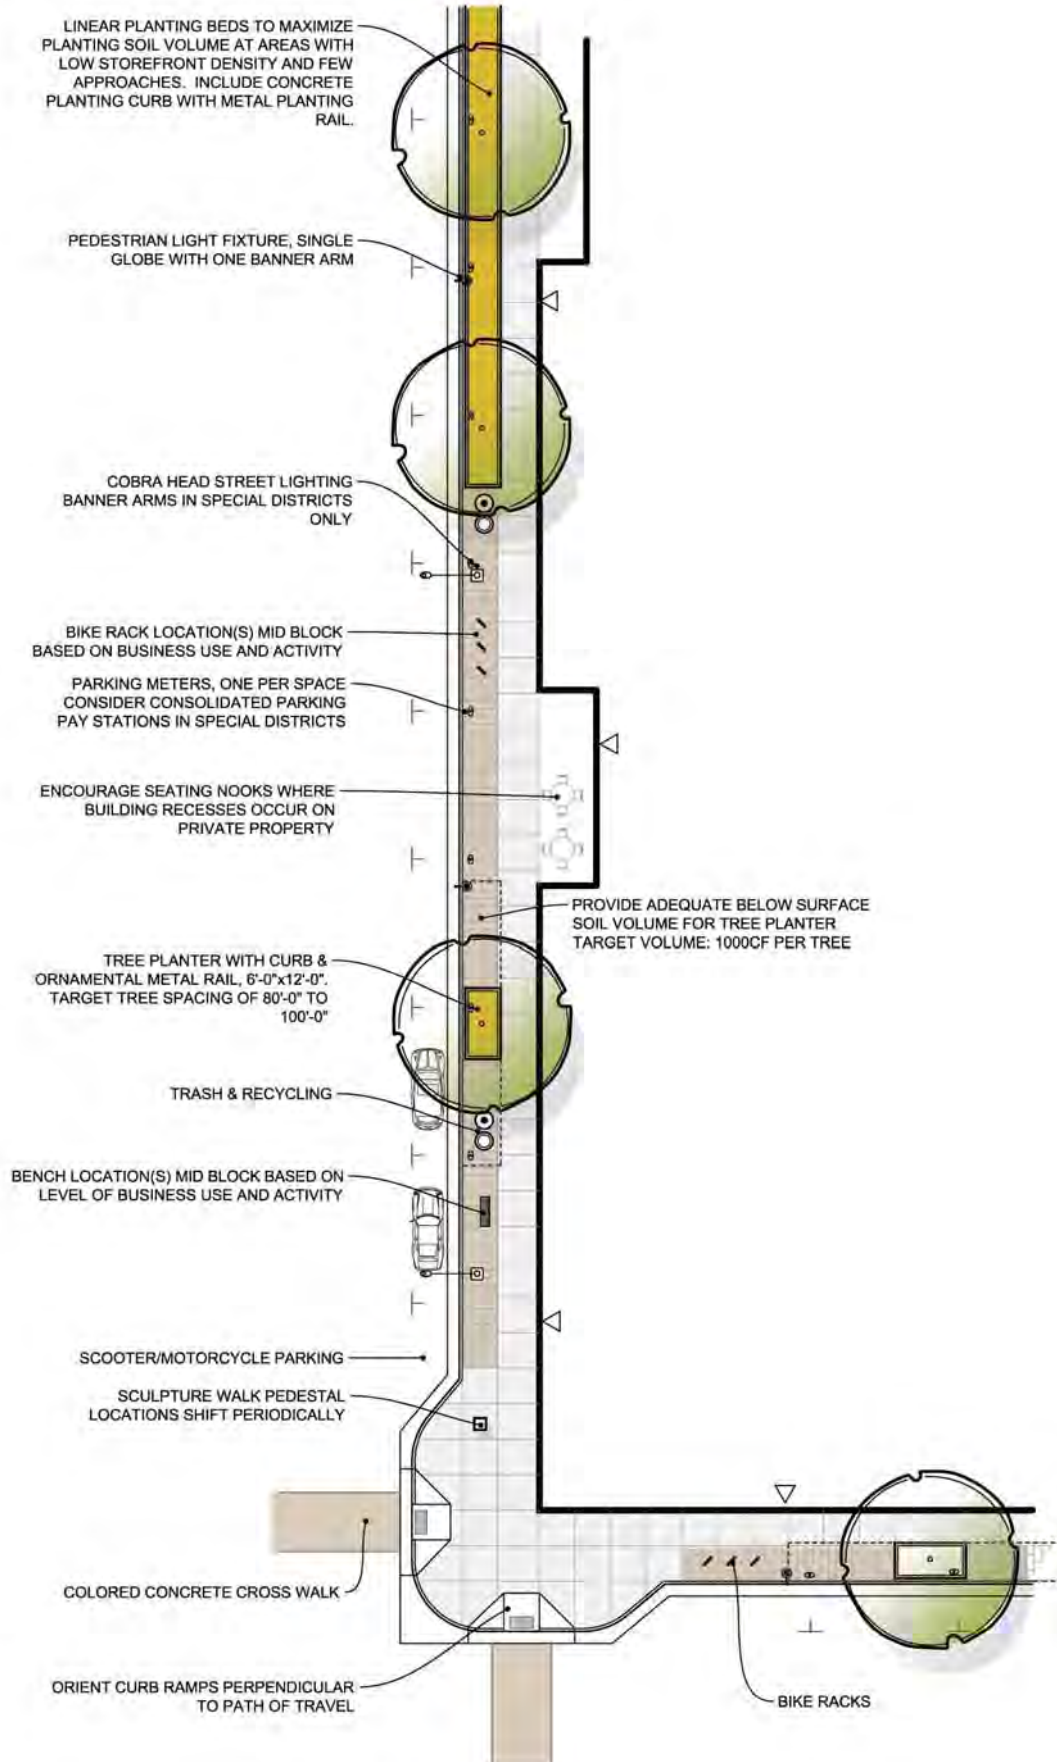 LINEAR PLANTING BEDS TO MAXIMIZE
PLANTING SOIL VOLUME AT AREAS WITH
LOW STOREFRONT DENSITY AND FEW
APPROACHES. INCLUDE CONCRETE
PLANTING CURB WITH METAL PLANTING
RAIL.
PEDESTRIAN LIGHT FIXTURE, SINGLE
GLOBE WITH ONE BANNER ARM
COBRA HEAD STREET LIGHTING
BANNER ARMS IN SPECIAL DISTRICTS
ONLY
BIKE RACK LOCATION(S) MID BLOCK
BASED ON BUSINESS USE AND ACTIVITY
PARKING METERS, ONE PER SPACE
CONSIDER CONSOLIDATED PARKING
PAY STATIONS IN SPECIAL DISTRICTS
ENCOURAGE SEATING NOOKS WHERE
BUILDING RECESSES OCCUR ON
PRIVATE PROPERTY
PROVIDE ADEQUATE BELOW SURFACE
SOIL VOLUME FOR TREE PLANTER
TARGET VOLUME: 1000CF PER TREE
TREE PLANTER WITH CURB &
ORNAMENTAL METAL RAIL, 6'-0"x12'-0".
TARGET TREE SPACING OF 80'-0" TO
100'-0"
TRASH & RECYCLING
BENCH LOCATION(S) MID BLOCK BASED ON
LEVEL OF BUSINESS USE AND ACTIVITY
SCOOTER/MOTORCYCLE PARKING
SCULPTURE WALK PEDESTAL
LOCATIONS SHIFT PERIODICALLY
COLORED CONCRETE CROSS WALK
ORIENT CURB RAMPS PERPENDICULAR
TO PATH OF TRAVEL
BIKE RACKS